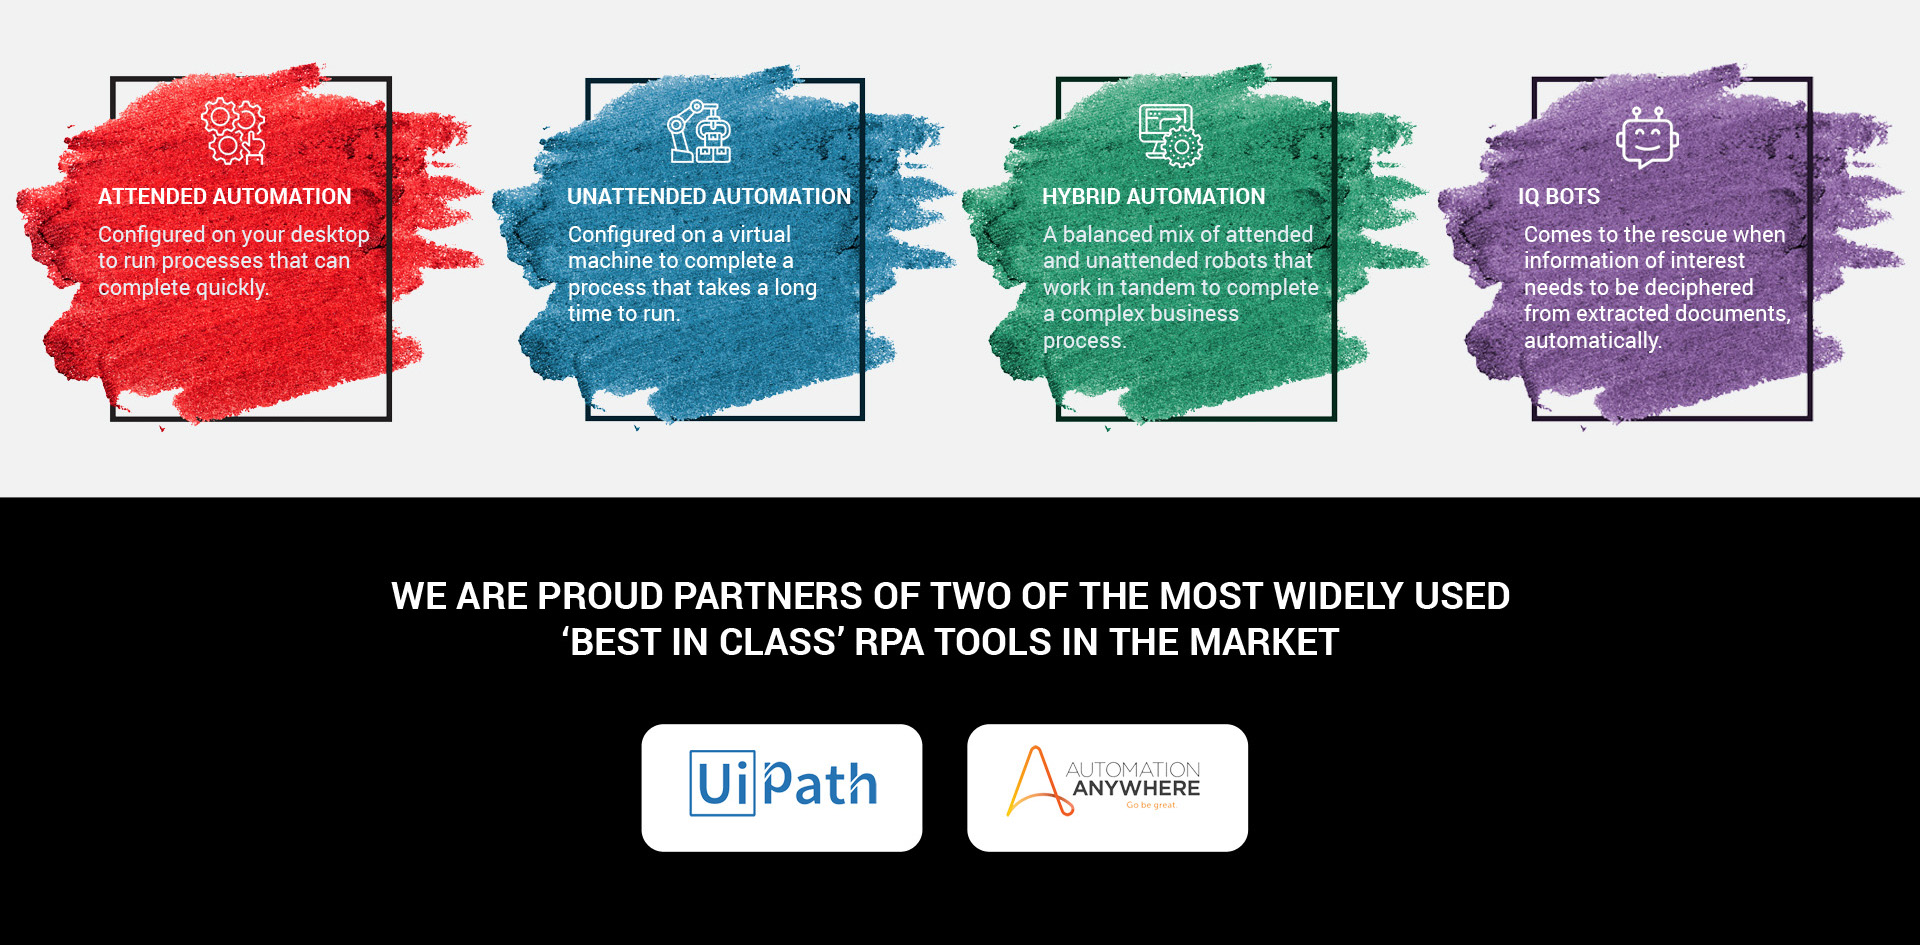 ATTENDED AUTOMATION
Configured on your desktop
to run processes that can
complete quickly.
UNATTENDED AUTOMATION
Configured on a virtual
machine to complete a
process that takes a long
time to run.
HYBRID AUTOMATION
A balanced mix of attended
and unattended robots that
work in tandem to complete
a complex business
process.
IQ BOTS
Comes to the rescue when
information of interest
needs to be deciphered
from extracted documents,
automatically.
WE ARE PROUD PARTNERS OF TWO OF THE MOST WIDELY USED
‘BEST IN CLASS’ RPA TOOLS IN THE MARKET
UiPath
AUTOMATION
ANYWHERE
Go be great.